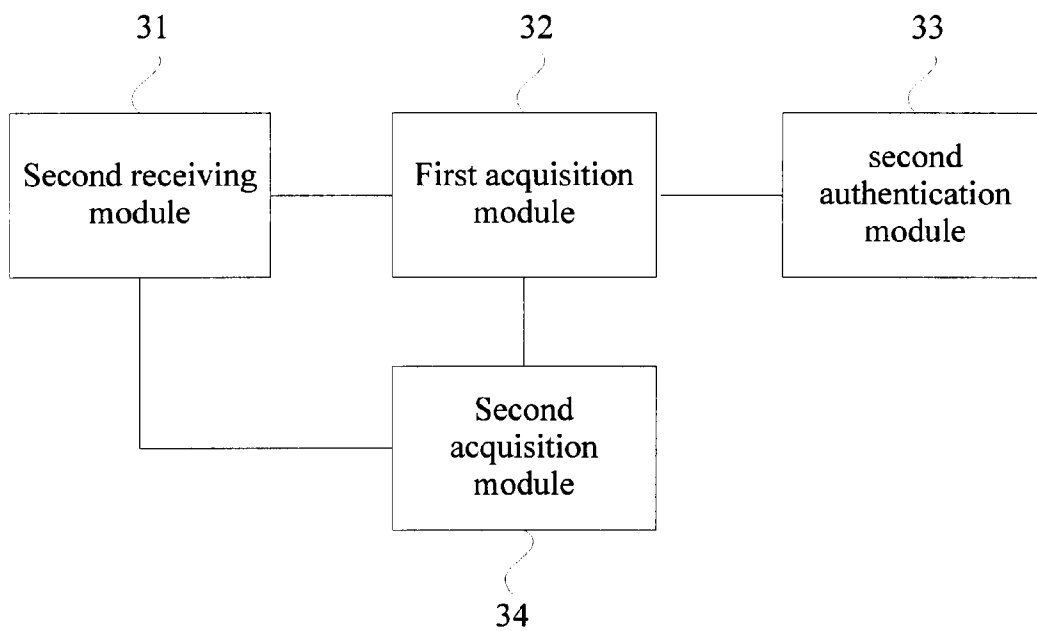 31
32
33
Second receiving
module
First acquisition
module
second
authentication
module
Second
acquisition
module
34